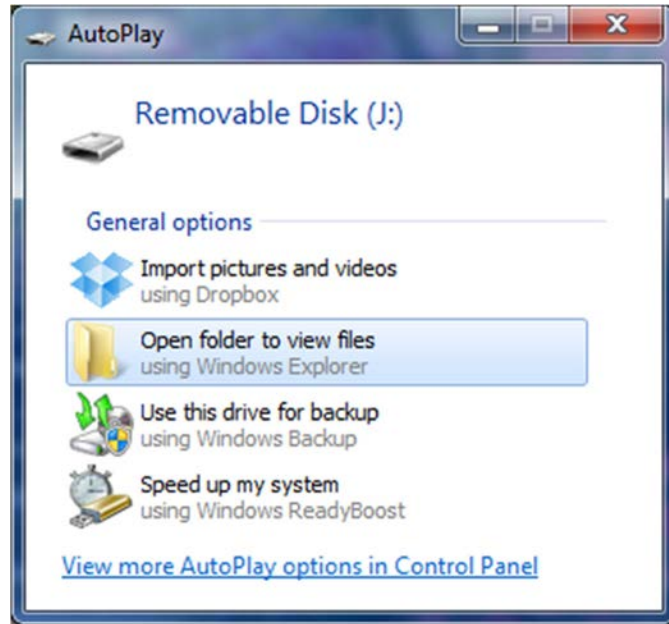 AutoPlay
Removable Disk (J:)
General options
Import pictures and videos
using Dropbox
Open folder to view files
using Windows Explorer
Use this drive for backup
using Windows Backup
Speed up my system
using Windows ReadyBoost
View more AutoPlay options in Control Panel